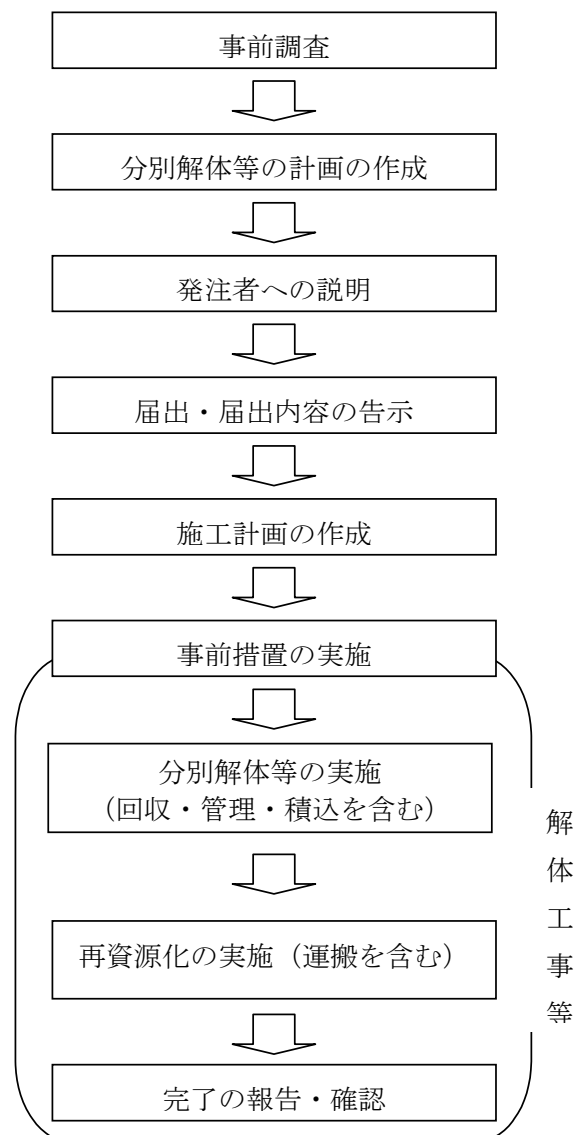 事前調査
分別解体等の計画の作成
発注者への説明
届出・届出内容の告示
施工計画の作成
事前措置の実施
分別解体等の実施
（回収・管理・積込を含む）
再資源化の実施（運搬を含む）
完了の報告・確認
解体工事等